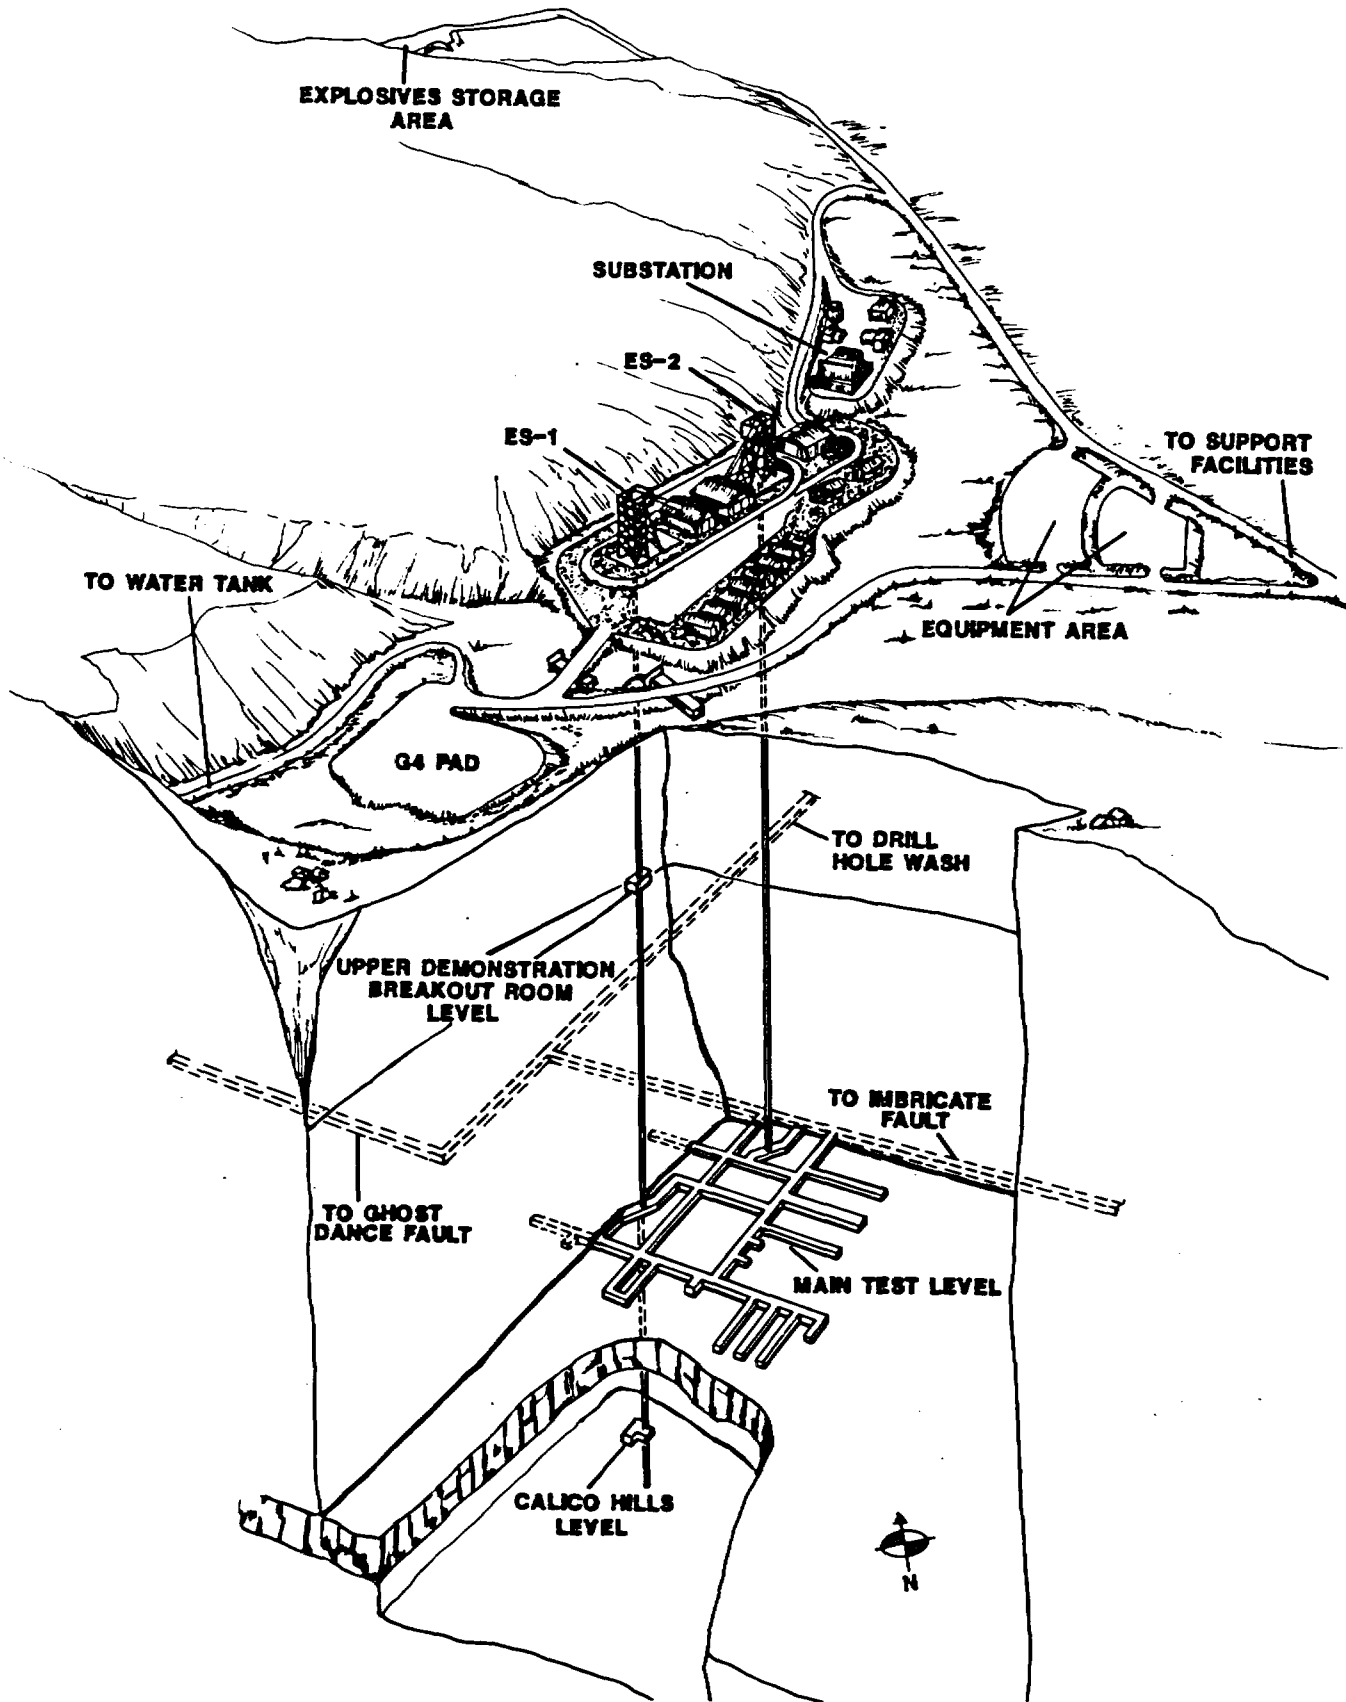 EXPLOSIVES STORAGE
AREA
SUBSTATION
ES-2
ES-1
TO SUPPORT
FACILITIES
TO WATER TANK
EQUIPMENT AREA
G4 PAD
TO DRILL
HOLE WASH
UPPER DEMONSTRATION
BREAKOUT ROOM
LEVEL
TO IMBRICATE
FAULT
TO GHOST
DANCE FAULT
MAIN TEST LEVEL
CALICO HILLS
LEVEL
N